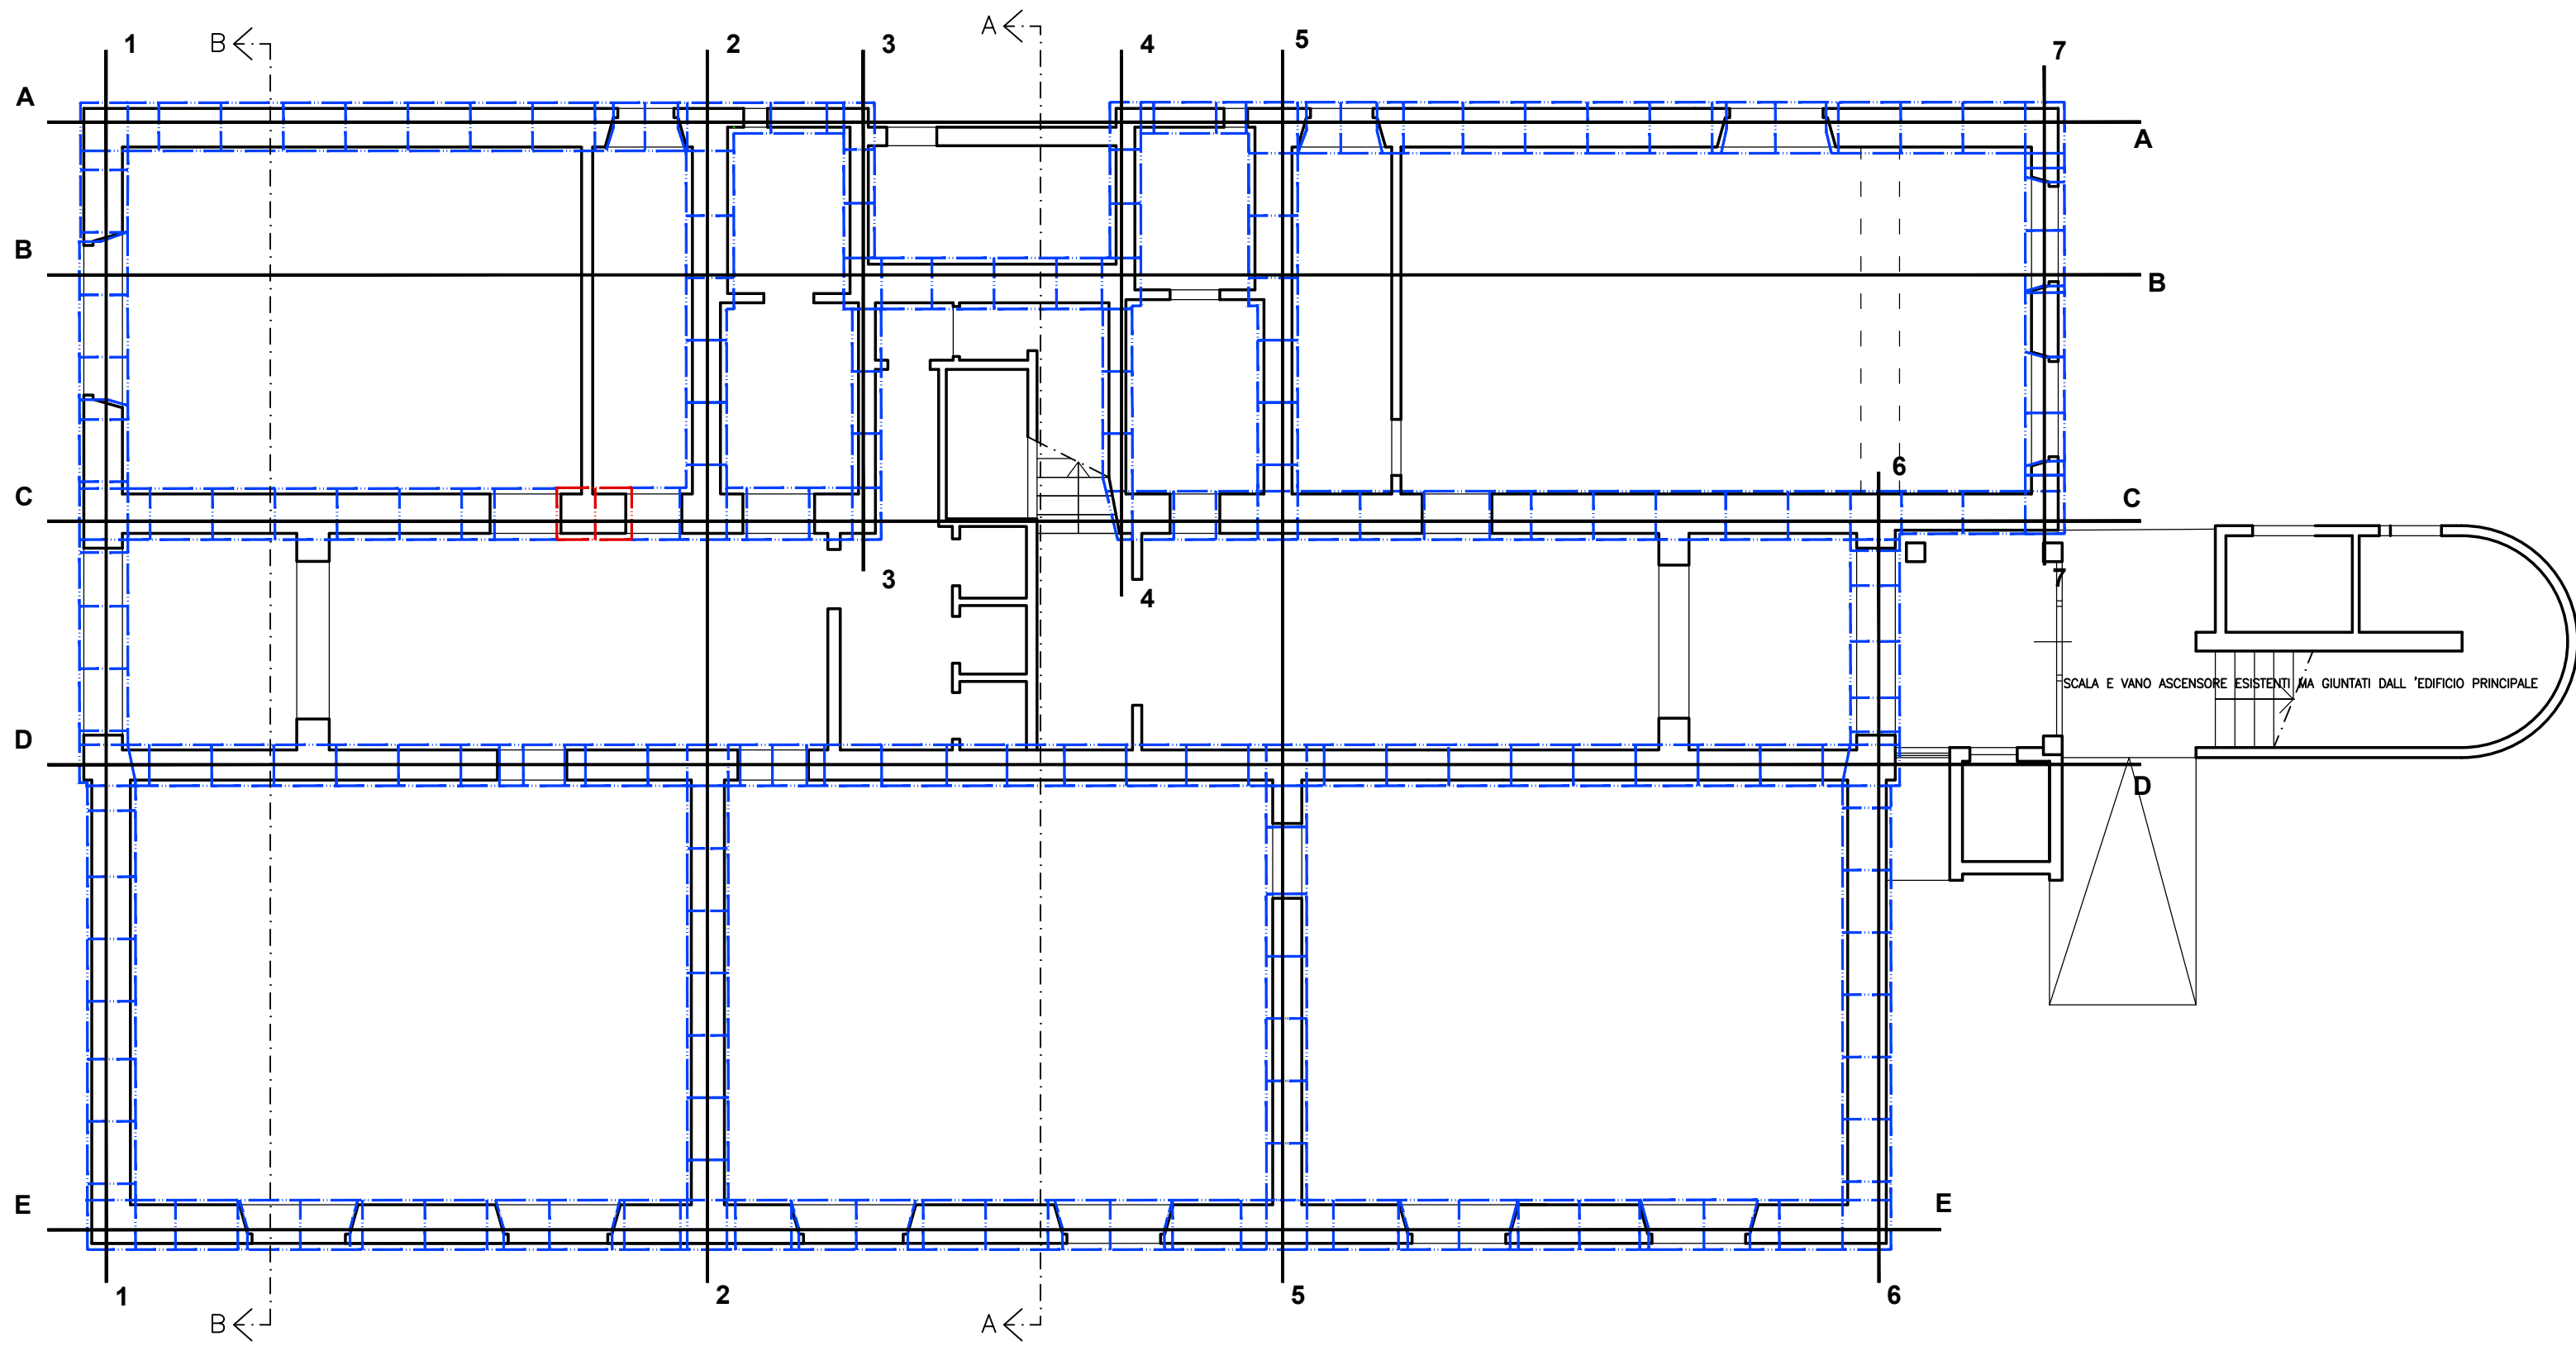 1
B
2
3
A
4
5
7
A
A
B
B
6
C
C
3
7
4
SCALA E VANO ASCENSORE ESISTENTI MA GIUNTATI DALL 'EDIFICIO PRINCIPALE
D
D
E
E
1
2
5
6
B
A